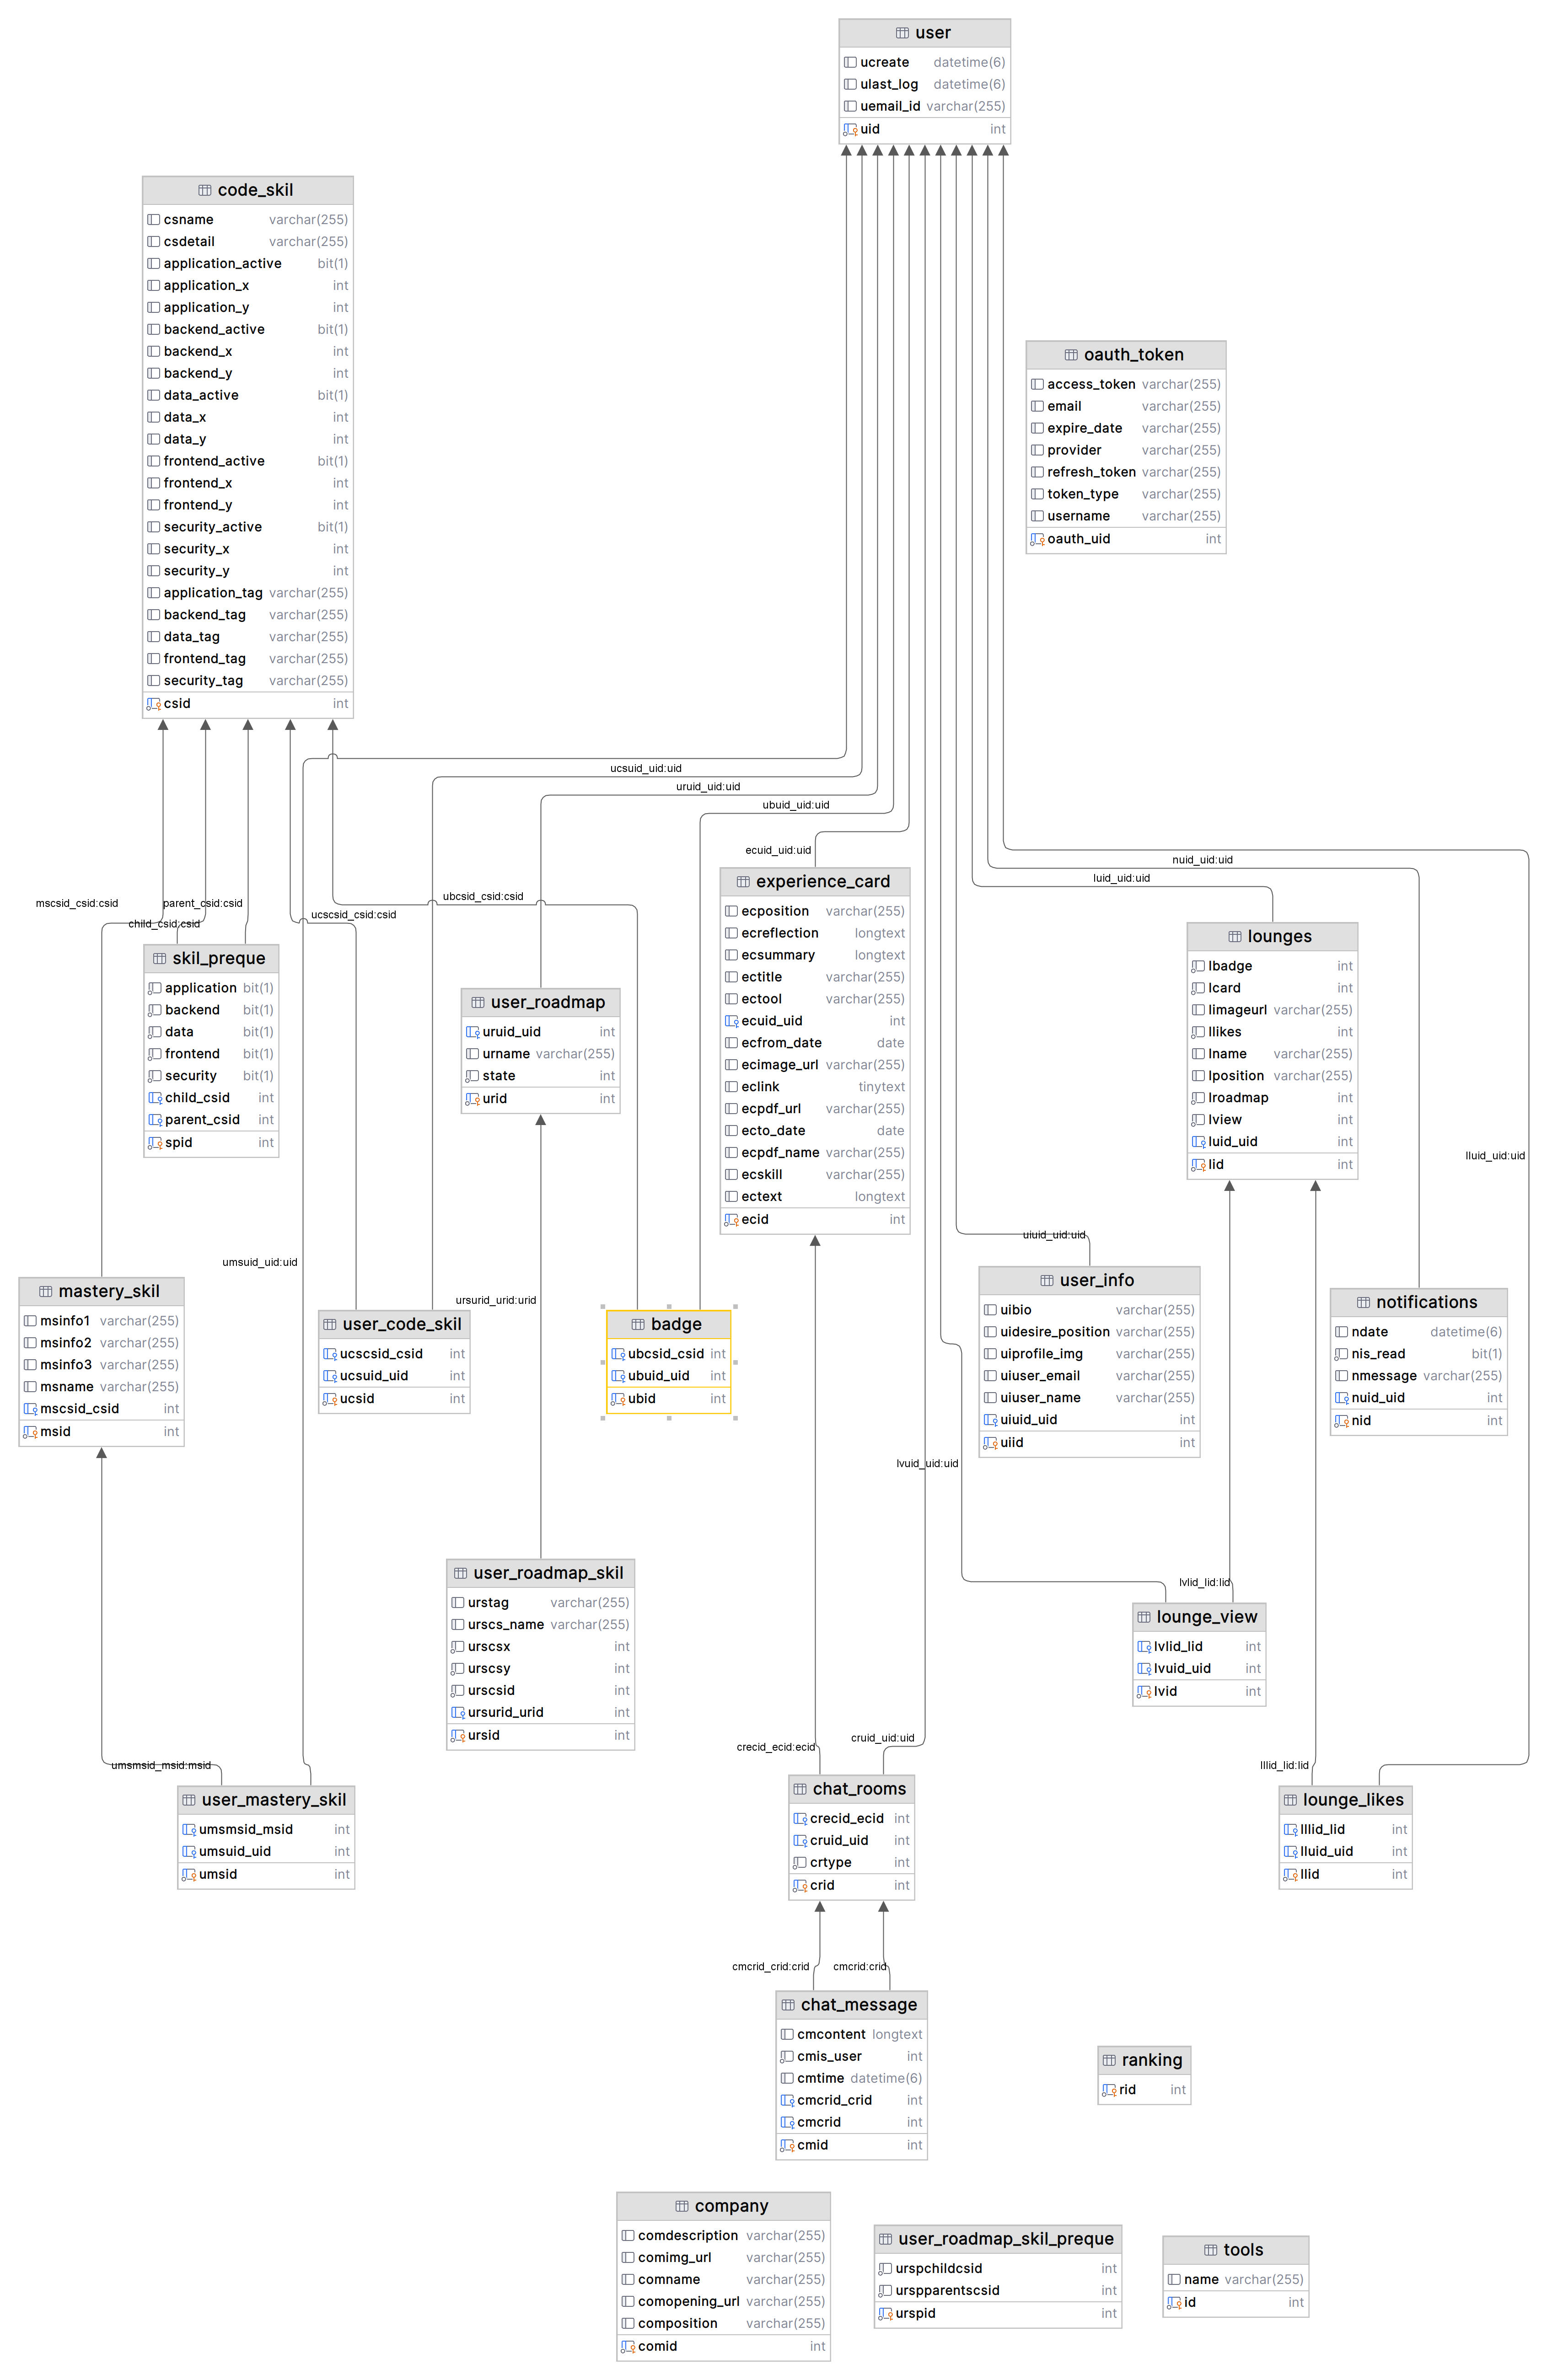 user
ucreate datetime(6)
ulast_log datetime(6)
uemail_id varchar(255)
uid int
code_skil
csname varchar(255)
csdetail varchar(255)
application_active bit(1)
application_x int
application_y int
backend_active bit(1)
backend_x int
backend_y int
data_active bit(1)
data_x int
data_y int
frontend_active bit(1)
frontend_x int
frontend_y int
security_active bit(1)
security_x int
security_y int
application_tag varchar(255)
backend_tag varchar(255)
data_tag varchar(255)
frontend_tag varchar(255)
security_tag varchar(255)
csid int
oauth_token
access_token varchar(255)
email varchar(255)
expire_date varchar(255)
provider varchar(255)
refresh_token varchar(255)
token_type varchar(255)
username varchar(255)
oauth_uid int
ucsuid_uid:uid
uruid_uid:uid
ubuid_uid:uid
ecuid_uid:uid
nuid_uid:uid
luid_uid:uid
mscsid_csid:csid
parent_csid:csid
child_csid:csid
ucscsid_csid:csid
ubcsid_csid:csid
experience_card
ecposition varchar(255)
ecreflection longtext
ecsummary longtext
ectitle varchar(255)
ectool varchar(255)
ecuid_uid int
ecfrom_date date
ecimage_url varchar(255)
eclink tinytext
ecpdf_url varchar(255)
ecto_date date
ecpdf_name varchar(255)
ecskill varchar(255)
ectext longtext
ecid int
lounges
lbadge int
lcard int
limageurl varchar(255)
llikes int
lname varchar(255)
lposition varchar(255)
lroadmap int
lview int
luid_uid int
lid int
skil_preque
application bit(1)
backend bit(1)
data bit(1)
frontend bit(1)
security bit(1)
child_csid int
parent_csid int
spid int
user_roadmap
uruid_uid int
urname varchar(255)
state int
urid int
lluid_uid:uid
uiuid_uid:uid
umsuid_uid:uid
ursurid_urid:urid
mastery_skil
msinfo1 varchar(255)
msinfo2 varchar(255)
msinfo3 varchar(255)
msname varchar(255)
mscsid_csid int
msid int
user_code_skil
ucscsid_csid int
ucsuid_uid int
ucsid int
badge
ubcsid_csid int
ubuid_uid int
ubid int
user_info
uibio varchar(255)
uidesire_position varchar(255)
uiprofile_img varchar(255)
uiuser_email varchar(255)
uiuser_name varchar(255)
uiuid_uid int
uiid int
notifications
ndate datetime(6)
nis_read bit(1)
nmessage varchar(255)
nuid_uid int
nid int
lvuid_uid:uid
user_roadmap_skil
urstag varchar(255)
urscs_name varchar(255)
urscsx int
urscsy int
urscsid int
ursurid_urid int
ursid int
lvlid_lid:lid
lounge_view
lvlid_lid int
lvuid_uid int
lvid int
umsmsid_msid:msid
crecid_ecid:ecid
cruid_uid:uid
lllid_lid:lid
user_mastery_skil
umsmsid_msid int
umsuid_uid int
umsid int
chat_rooms
crecid_ecid int
cruid_uid int
crtype int
crid int
lounge_likes
lllid_lid int
lluid_uid int
llid int
cmcrid_crid:crid
cmcrid:crid
chat_message
cmcontent longtext
cmis_user int
cmtime datetime(6)
cmcrid_crid int
cmcrid int
cmid int
ranking
rid int
company
comdescription varchar(255)
comimg_url varchar(255)
comname varchar(255)
comopening_url varchar(255)
composition varchar(255)
comid int
user_roadmap_skil_preque
urspchildcsid int
urspparentscsid int
urspid int
tools
name varchar(255)
id int